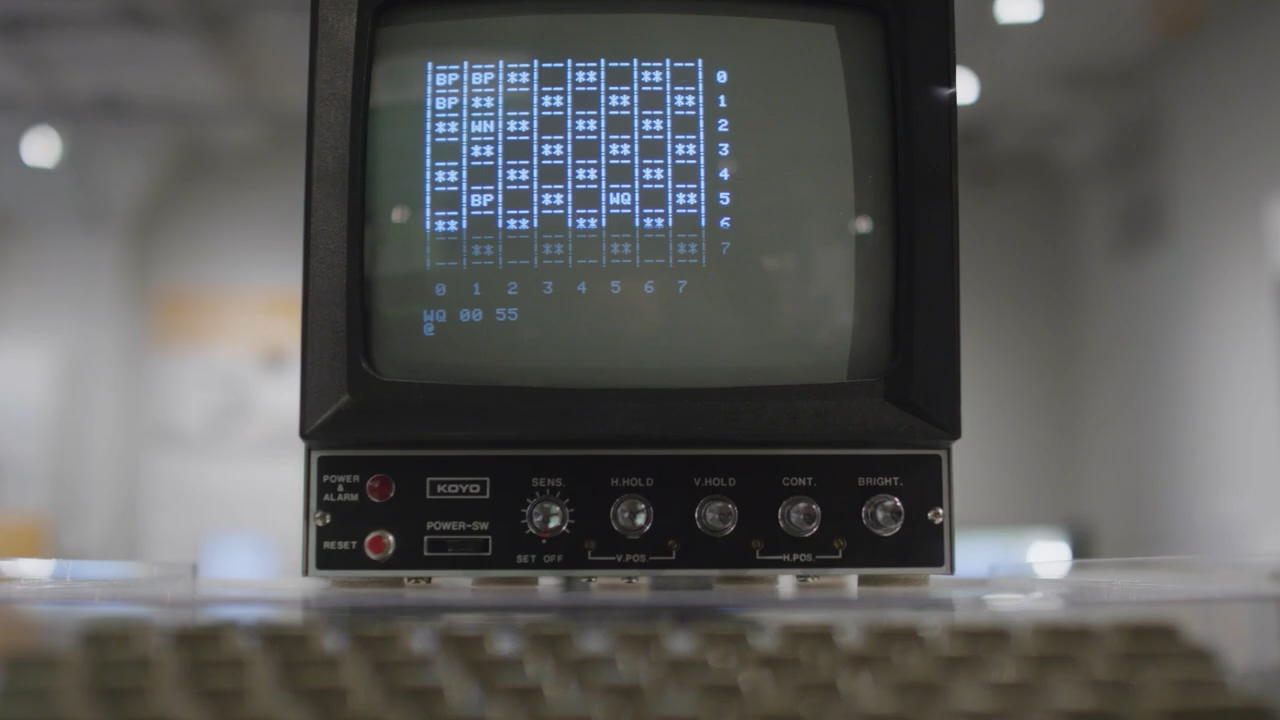 |BP|BP|**|  |**|  |**|  | 0
|BP|**|  |**|  |**|  |**| 1
|**|WN|**|  |**|  |**|  | 2
|  |**|  |**|  |**|  |**| 3
|**|  |**|  |**|  |**|  | 4
|  |BP|  |**|  |WQ|  |**| 5
|**|  |**|  |**|  |**|  | 6
|  |**|  |**|  |**|  |**| 7
0 1 2 3 4 5 6 7
WQ 00 55
@
POWER & ALARM
KOYO
SENS.
H.HOLD
V.HOLD
CONT.
BRIGHT.
RESET
POWER-SW
SET OFF
V.POS.
H.POS.